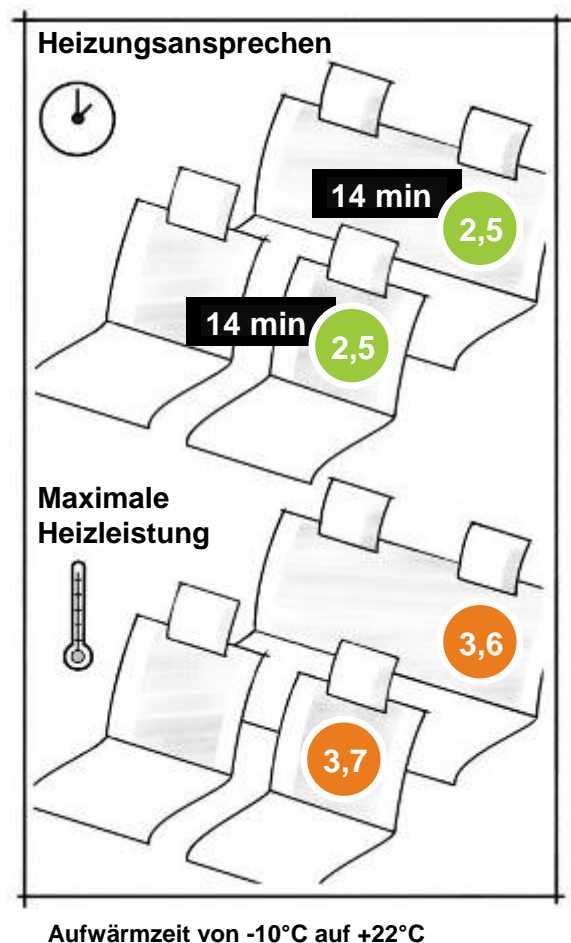 Heizungsansprechen
14 min
2,5
14 min
2,5
Maximale
Heizleistung
3,6
3,7
Aufwärmzeit von -10°C auf +22°C